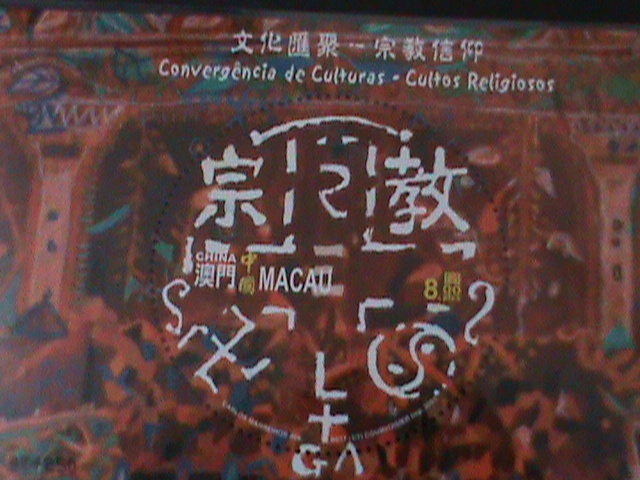 文化匯聚－宗教信仰
Convergência de Culturas - Cultos Religiosos
宗教
CHINA 中國
澳門 MACAU
8.00